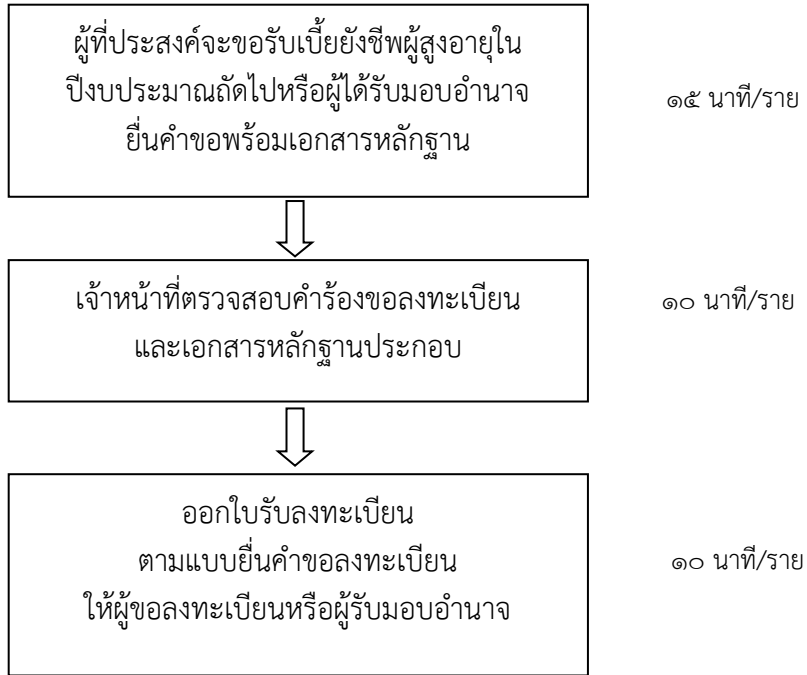 ผู้ที่ประสงค์จะขอรับเบี้ยยังชีพผู้สูงอายุใน
ปีงบประมาณถัดไปหรือผู้ได้รับมอบอำนาจ
ยื่นคำขอพร้อมเอกสารหลักฐาน
๑๕ นาที/ราย
เจ้าหน้าที่ตรวจสอบคำร้องขอลงทะเบียน
และเอกสารหลักฐานประกอบ
๑๐ นาที/ราย
ออกใบรับลงทะเบียน
ตามแบบยื่นคำขอลงทะเบียน
ให้ผู้ขอลงทะเบียนหรือผู้รับมอบอำนาจ
๑๐ นาที/ราย